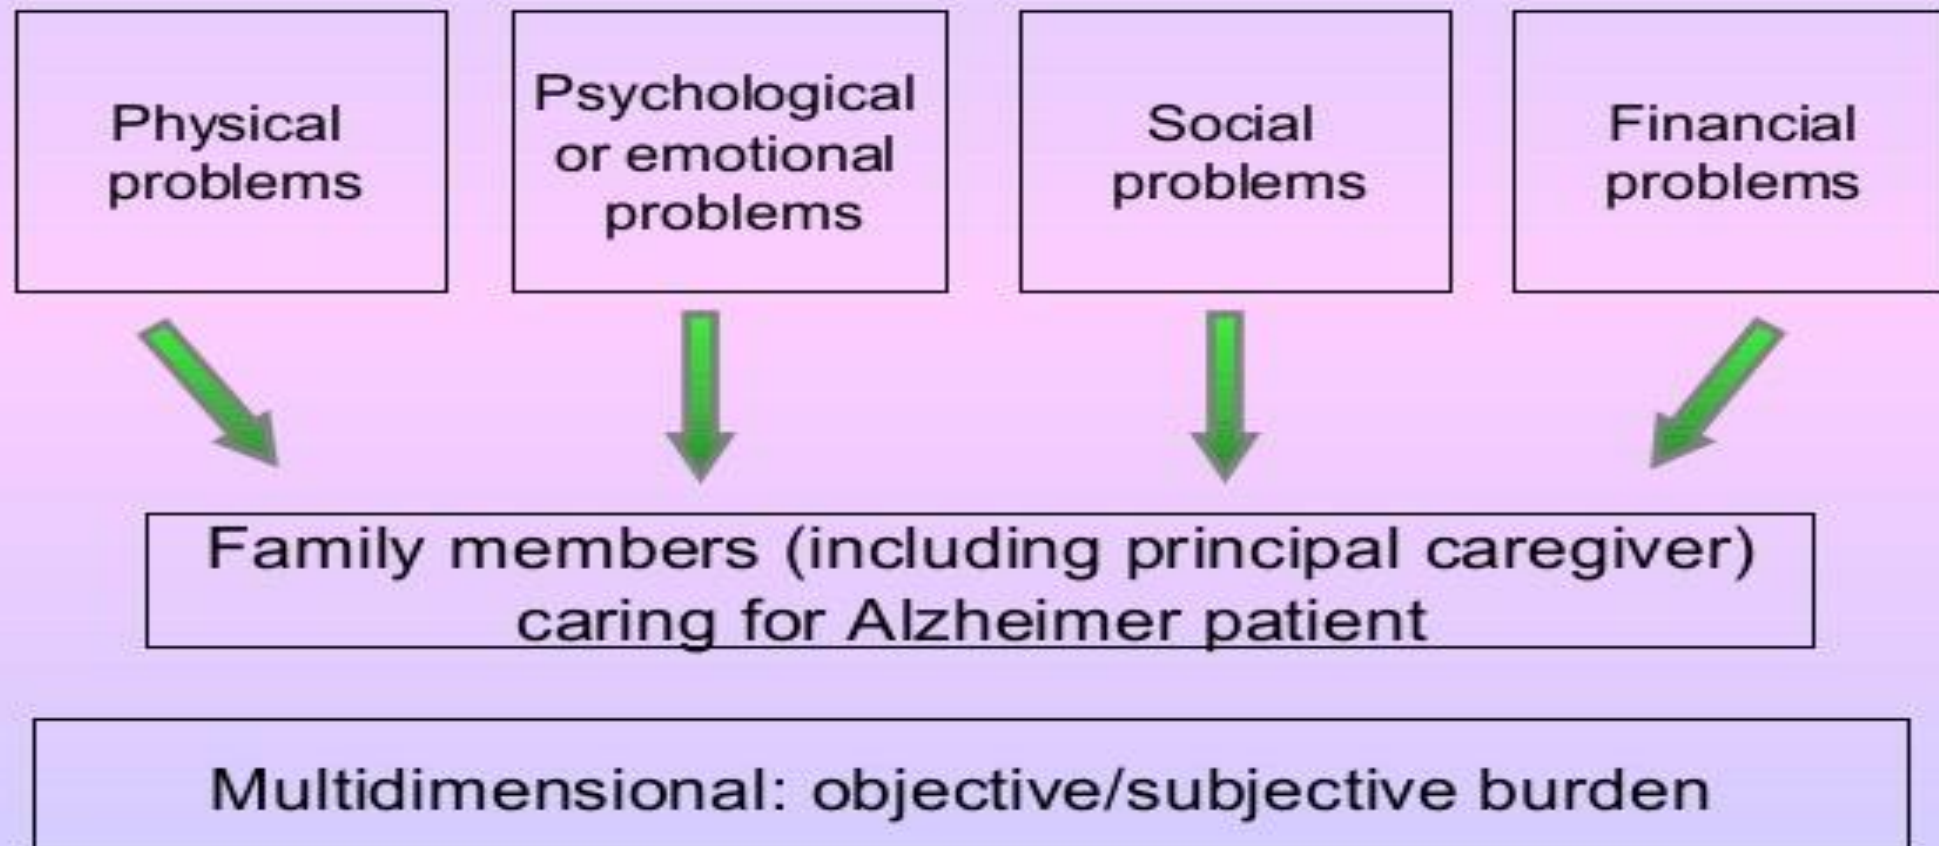 Physical
problems
Psychological
or emotional
problems
Social
problems
Financial
problems
Family members (including principal caregiver)
caring for Alzheimer patient
Multidimensional: objective/subjective burden